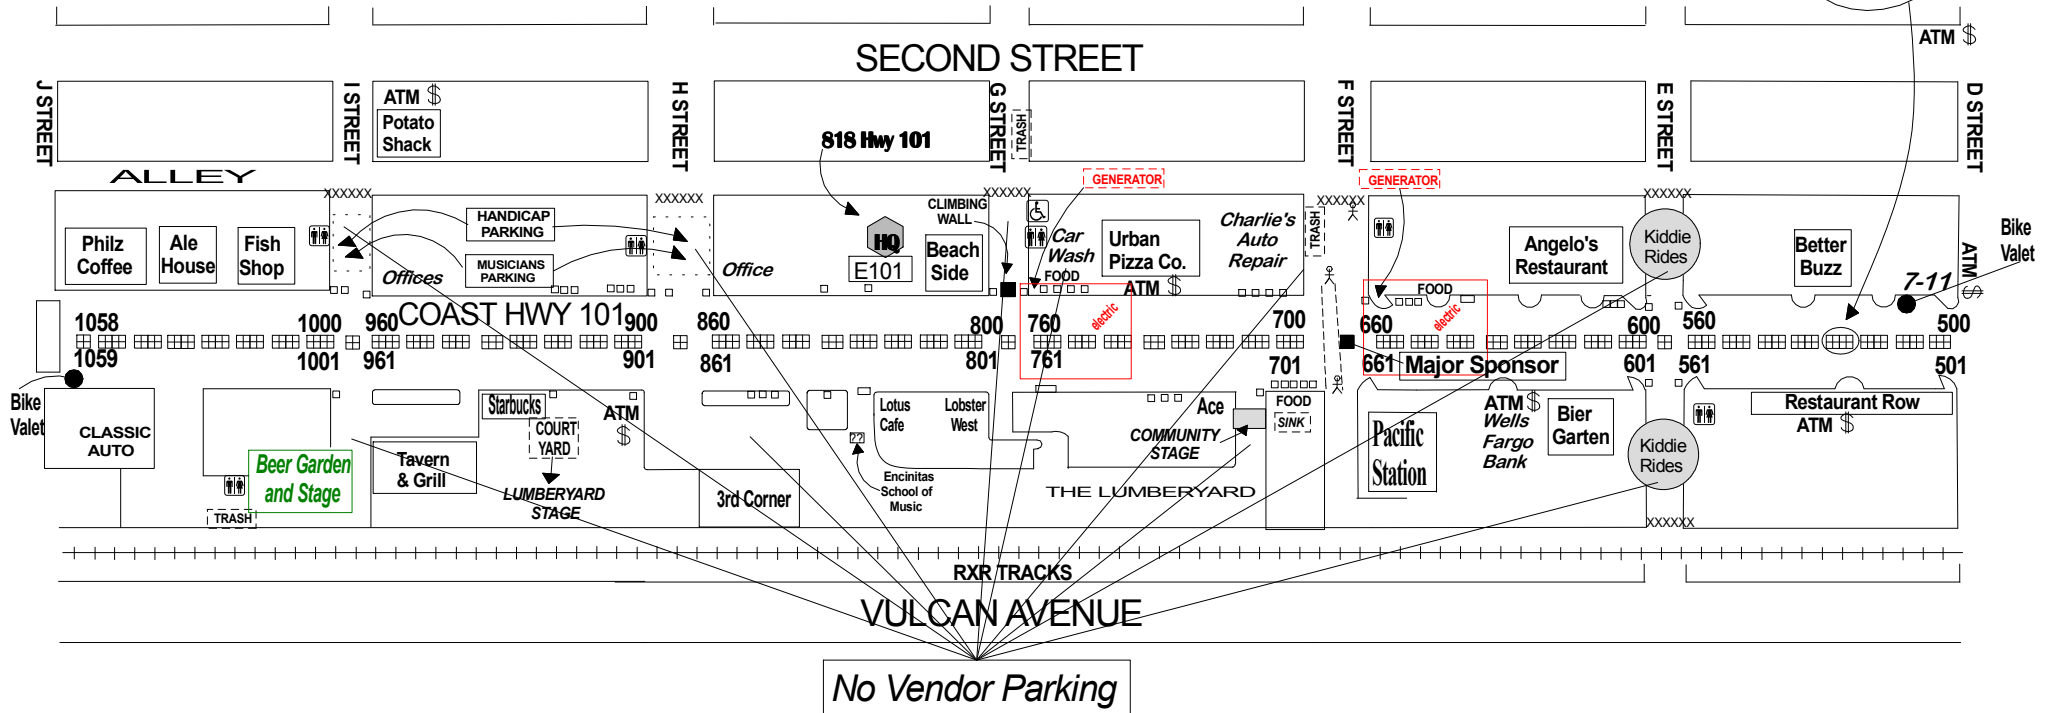 ATM $
SECOND STREET
J STREET
I STREET
H STREET
G STREET
F STREET
E STREET
D STREET
ATM $
Potato
Shack
TRASH
818 Hwy 101
ALLEY
GENERATOR
GENERATOR
XXXXXX
XXXXXX
XXXXXX
XXXXXX
XXXXXX
Philz
Coffee
Ale
House
Fish
Shop
HANDICAP
PARKING
MUSICIANS
PARKING
Offices
Office
HQ
E101
CLIMBING
WALL
Beach
Side
Car
Wash
FOOD
Urban
Pizza Co.
ATM $
Charlie's
Auto
Repair
TRASH
FOOD
Angelo's
Restaurant
Kiddie
Rides
Better
Buzz
7-11
ATM $
Bike
Valet
COAST HWY 101
1058
1000
960
900
860
800
760
700
660
600
560
500
electric
electric
1059
1001
961
901
861
801
761
701
661
601
561
501
Major Sponsor
Bike
Valet
CLASSIC
AUTO
Beer Garden
and Stage
TRASH
Starbucks
COURT
YARD
ATM
$
Tavern
& Grill
LUMBERYARD
STAGE
3rd Corner
??
Encinitas
School of
Music
Lotus
Cafe
Lobster
West
Ace
COMMUNITY
STAGE
THE LUMBERYARD
FOOD
SINK
Pacific
Station
ATM $
Wells
Fargo
Bank
Bier
Garten
Kiddie
Rides
Restaurant Row
ATM $
XXXXXX
RXR TRACKS
VULCAN AVENUE
No Vendor Parking